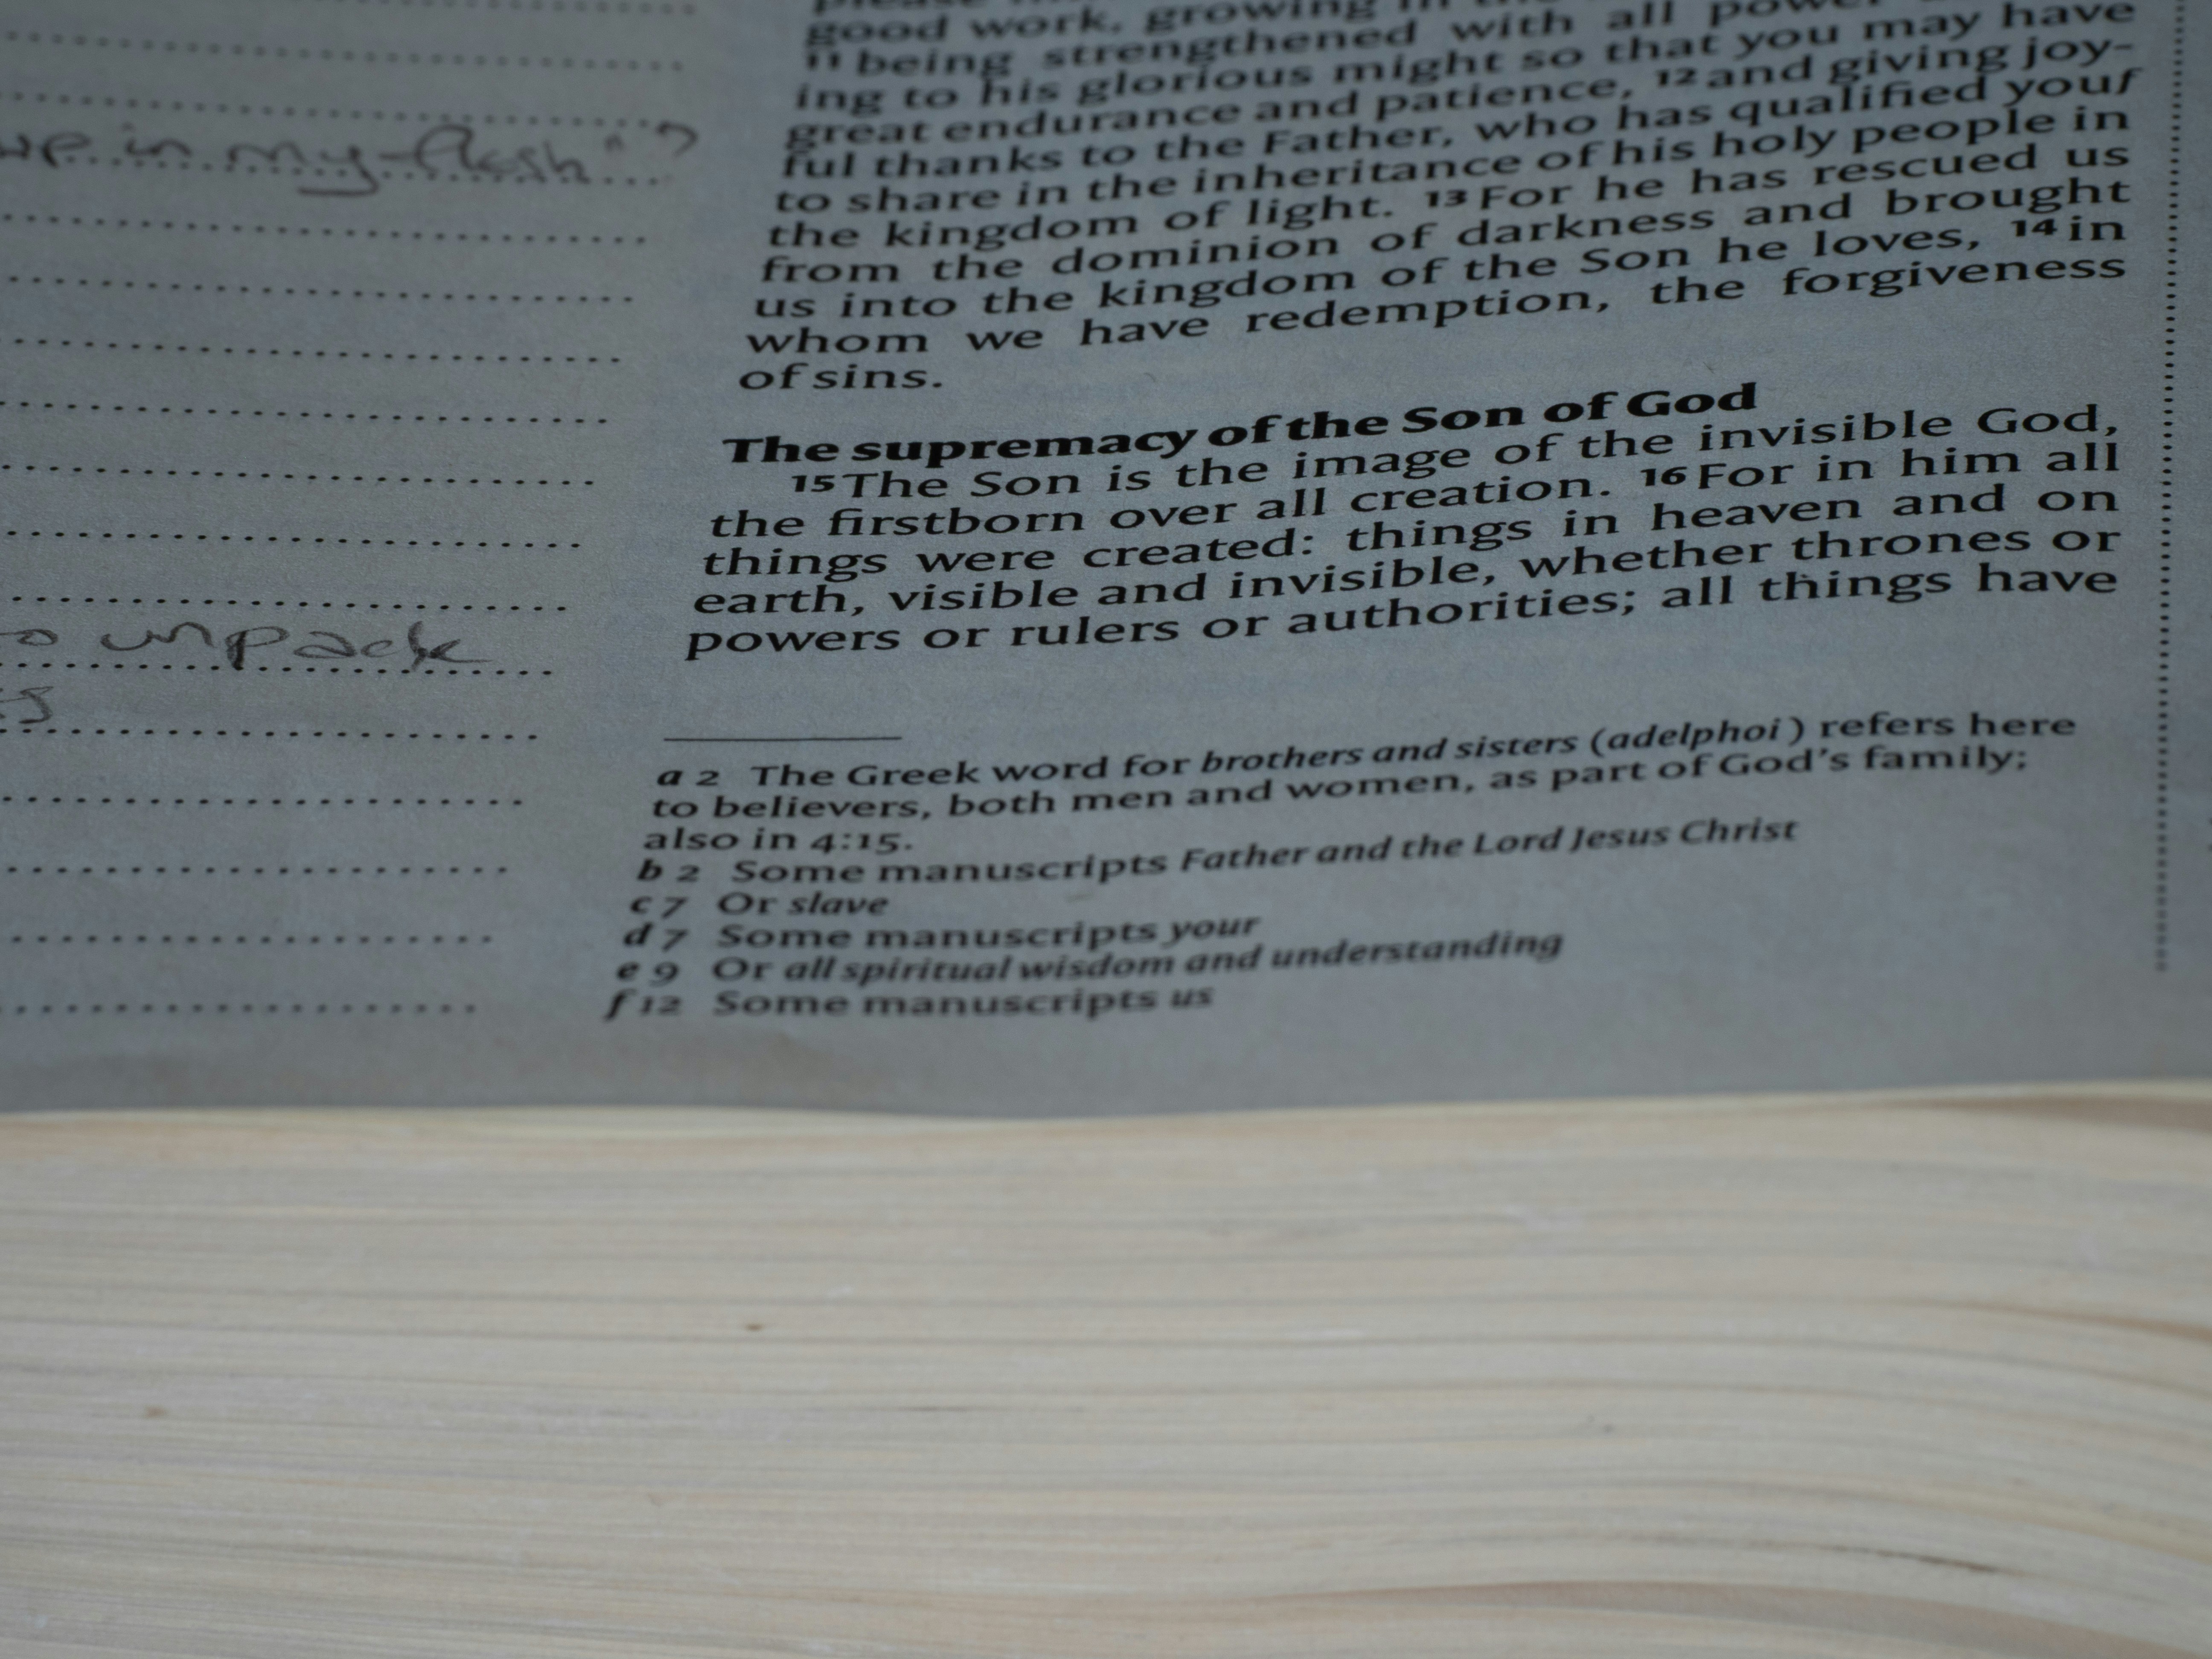 up in my flesh" ?
o unpack
good work, growing in the
11 being strengthened with all power
ing to his glorious might so that you may have
great endurance and patience, 12 and giving joy-
ful thanks to the Father, who has qualified you f
to share in the inheritance of his holy people in
the kingdom of light. 13 For he has rescued us
from the dominion of darkness and brought
us into the kingdom of the Son he loves, 14 in
whom we have redemption, the forgiveness
of sins.
The supremacy of the Son of God
15 The Son is the image of the invisible God,
the firstborn over all creation. 16 For in him all
things were created: things in heaven and on
earth, visible and invisible, whether thrones or
powers or rulers or authorities; all things have
a 2 The Greek word for brothers and sisters (adelphoi) refers here
to believers, both men and women, as part of God's family;
also in 4:15.
b 2 Some manuscripts Father and the Lord Jesus Christ
c 7 Or slave
d 7 Some manuscripts your
e 9 Or all spiritual wisdom and understanding
f 12 Some manuscripts us